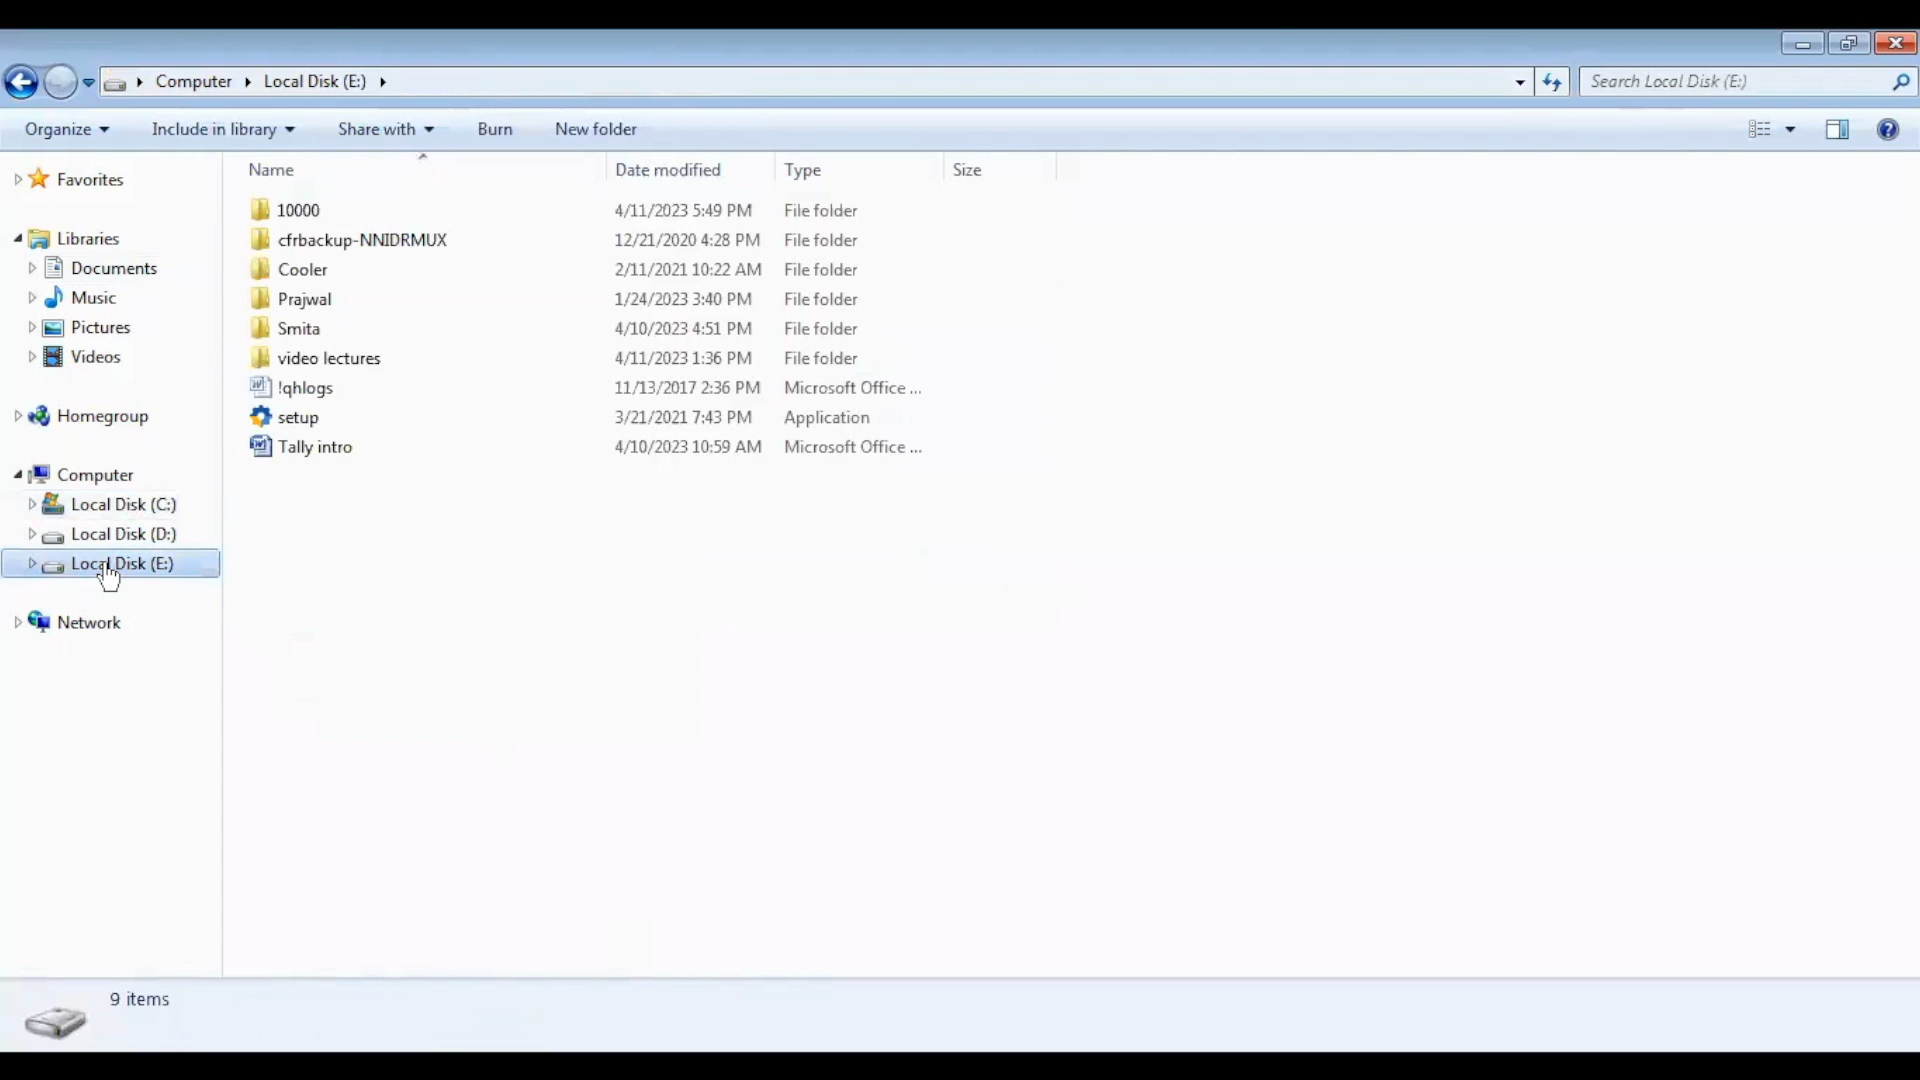 Computer Local Disk (E:) Search Local Disk (E:)
Organize Include in library Share with Burn New folder
Name Date modified Type Size
Favorites
Libraries
Documents
Music
Pictures
Videos
Homegroup
Computer
Local Disk (C:)
Local Disk (D:)
Local Disk (E:)
Network
10000 4/11/2023 5:49 PM File folder
cfrbackup-NNIDRMUX 12/21/2020 4:28 PM File folder
Cooler 2/11/2021 10:22 AM File folder
Prajwal 1/24/2023 3:40 PM File folder
Smita 4/10/2023 4:51 PM File folder
video lectures 4/11/2023 1:36 PM File folder
!qhlogs 11/13/2017 2:36 PM Microsoft Office ...
setup 3/21/2021 7:43 PM Application
Tally intro 4/10/2023 10:59 AM Microsoft Office ...
9 items